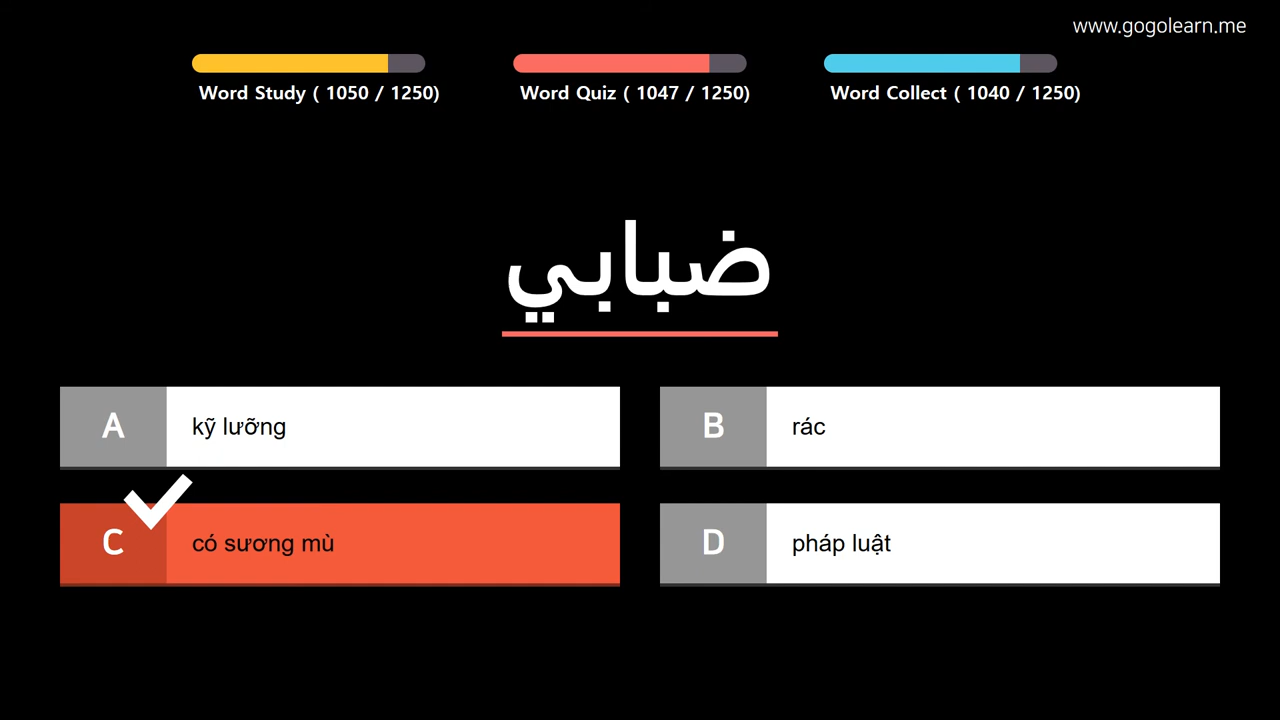 www.gogolearn.me
Word Study ( 1050 / 1250)
Word Quiz ( 1047 / 1250)
Word Collect ( 1040 / 1250)
ضبابي
A kỹ lưỡng
B rác
C có sương mù
D pháp luật